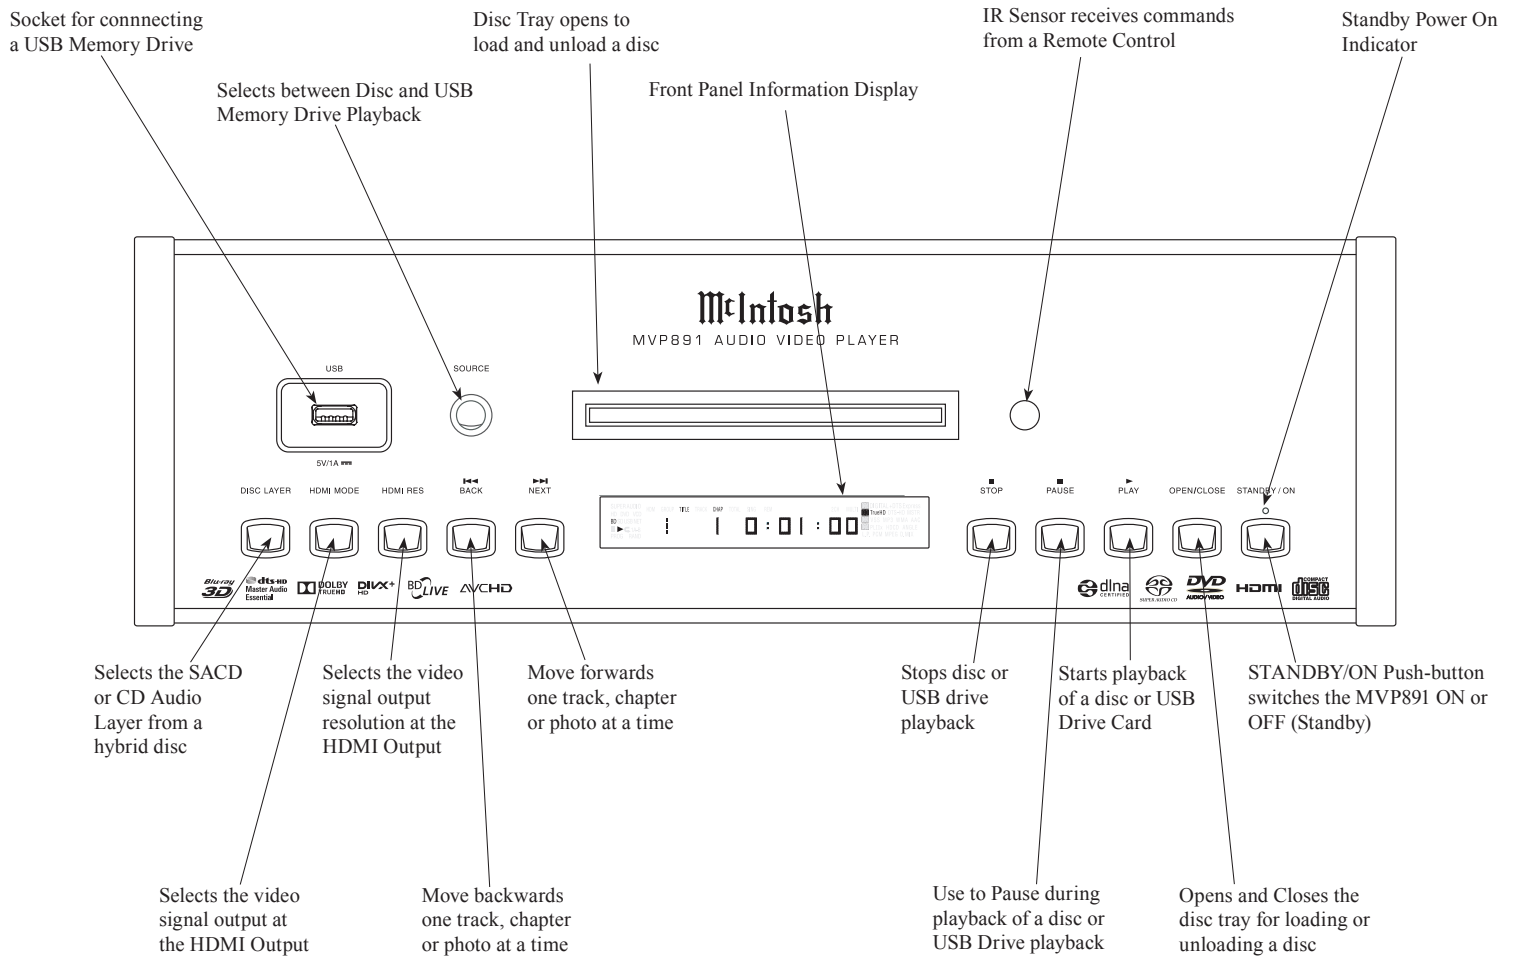 Socket for connnecting
a USB Memory Drive
Disc Tray opens to
load and unload a disc
IR Sensor receives commands
from a Remote Control
Standby Power On
Indicator
Selects between Disc and USB
Memory Drive Playback
Front Panel Information Display
McIntosh
MVP891 AUDIO VIDEO PLAYER
USB
SOURCE
5V/1A
DISC LAYER
HDMI MODE
HDMI RES
BACK
NEXT
STOP
PAUSE
PLAY
OPEN/CLOSE
STANDBY / ON
TITLE
CHAP
BD
TrueHD
1 1 0:01:00
Blu-ray
3D
dts-HD
Master Audio
Essential
DOLBY
TRUEHD
DIVX+
HD
BD LIVE
AVCHD
dlna
CERTIFIED
SUPER AUDIO CD
DVD
AUDIO/VIDEO
HDMI
COMPACT
disc
DIGITAL AUDIO
Selects the SACD
or CD Audio
Layer from a
hybrid disc
Selects the video
signal output
resolution at the
HDMI Output
Move forwards
one track, chapter
or photo at a time
Stops disc or
USB drive
playback
Starts playback
of a disc or USB
Drive Card
STANDBY/ON Push-button
switches the MVP891 ON or
OFF (Standby)
Selects the video
signal output at
the HDMI Output
Move backwards
one track, chapter
or photo at a time
Use to Pause during
playback of a disc or
USB Drive playback
Opens and Closes the
disc tray for loading or
unloading a disc